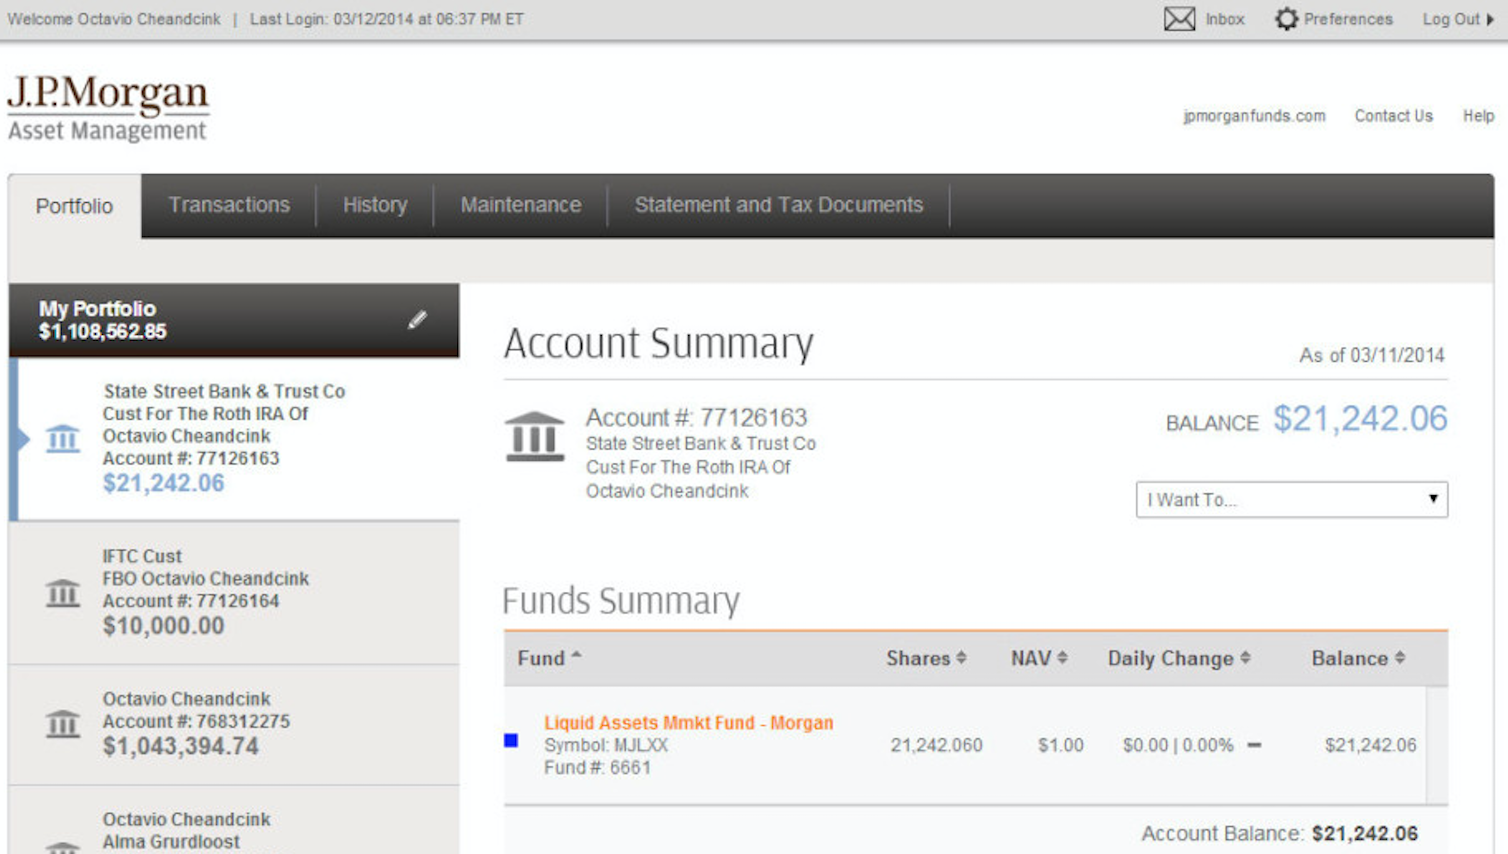 Welcome Octavio Cheandcink | Last Login: 03/12/2014 at 06:37 PM ET
Inbox Preferences Log Out
J.P.Morgan
Asset Management
jpmorganfunds.com Contact Us Help
Portfolio Transactions History Maintenance Statement and Tax Documents
My Portfolio
$1,108,562.85
State Street Bank & Trust Co
Cust For The Roth IRA Of
Octavio Cheandcink
Account #: 77126163
$21,242.06
IFTC Cust
FBO Octavio Cheandcink
Account #: 77126164
$10,000.00
Octavio Cheandcink
Account #: 768312275
$1,043,394.74
Octavio Cheandcink
Alma Grurdloost
Account Summary
As of 03/11/2014
Account #: 77126163
State Street Bank & Trust Co
Cust For The Roth IRA Of
Octavio Cheandcink
BALANCE $21,242.06
I Want To...
Funds Summary
Fund Shares NAV Daily Change Balance
Liquid Assets Mmkt Fund - Morgan
Symbol: MJLXX
Fund #: 6661
21,242.060 $1.00 $0.00 | 0.00% $21,242.06
Account Balance: $21,242.06